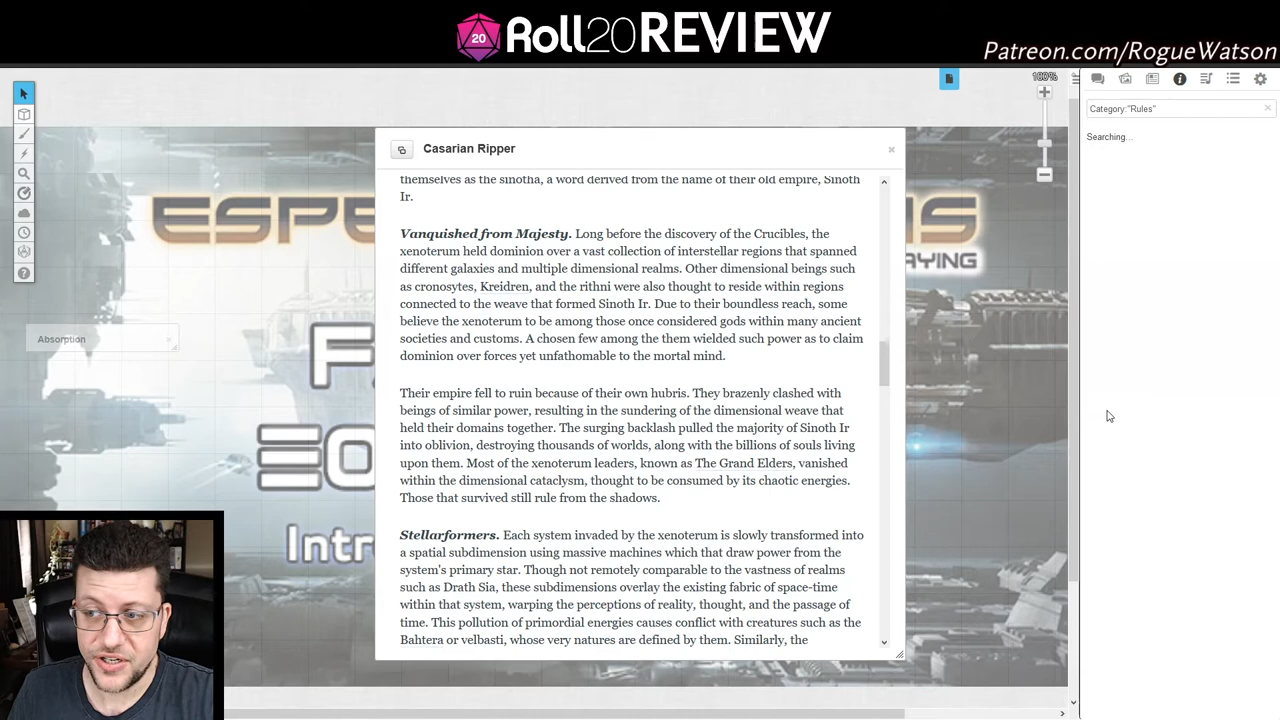 20 Roll20REVIEW
Patreon.com/RogueWatson
100%
Category:"Rules"
Searching...
Casarian Ripper
Absorption
themselves as the sinotha, a word derived from the name of their old empire, Sinoth
Ir.
Vanquished from Majesty. Long before the discovery of the Crucibles, the
xenoterum held dominion over a vast collection of interstellar regions that spanned
different galaxies and multiple dimensional realms. Other dimensional beings such
as cronosytes, Kreidren, and the rithni were also thought to reside within regions
connected to the weave that formed Sinoth Ir. Due to their boundless reach, some
believe the xenoterum to be among those once considered gods within many ancient
societies and customs. A chosen few among the them wielded such power as to claim
dominion over forces yet unfathomable to the mortal mind.
Their empire fell to ruin because of their own hubris. They brazenly clashed with
beings of similar power, resulting in the sundering of the dimensional weave that
held their domains together. The surging backlash pulled the majority of Sinoth Ir
into oblivion, destroying thousands of worlds, along with the billions of souls living
upon them. Most of the xenoterum leaders, known as The Grand Elders, vanished
within the dimensional cataclysm, thought to be consumed by its chaotic energies.
Those that survived still rule from the shadows.
Stellarformers. Each system invaded by the xenoterum is slowly transformed into
a spatial subdimension using massive machines which that draw power from the
system's primary star. Though not remotely comparable to the vastness of realms
such as Drath Sia, these subdimensions overlay the existing fabric of space-time
within that system, warping the perceptions of reality, thought, and the passage of
time. This pollution of primordial energies causes conflict with creatures such as the
Bahtera or velbasti, whose very natures are defined by them. Similarly, the
ESPE
NS
YING
F
EO
Intr